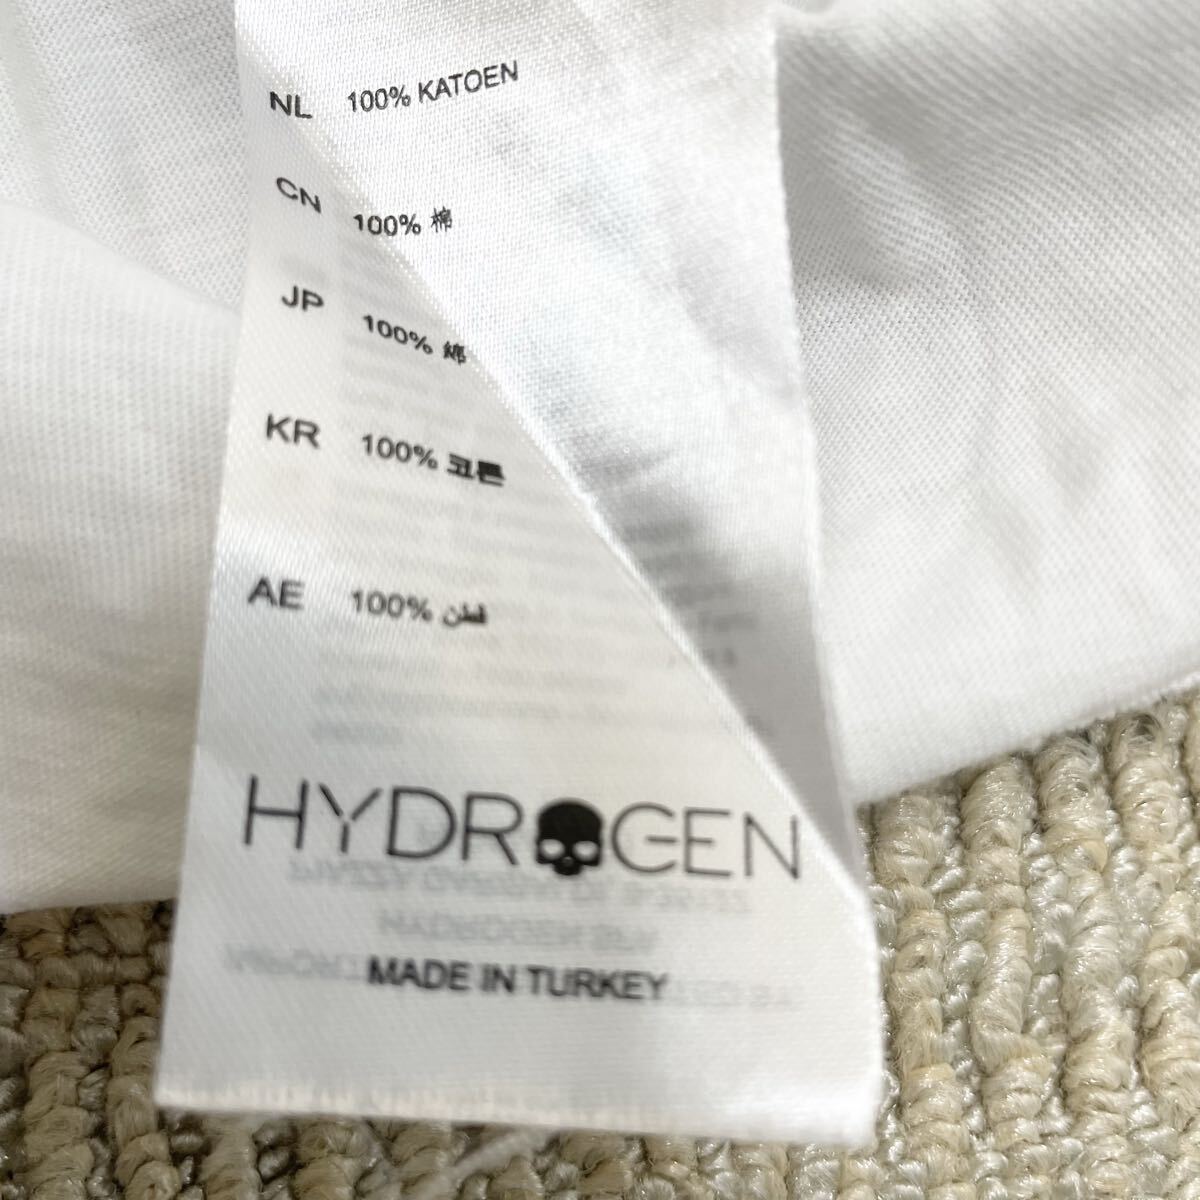 NL 100% KATOEN
CN 100% 棉
JP 100% 綿
KR 100% 코튼
AE 100% قطن
HYDROGEN
MADE IN TURKEY